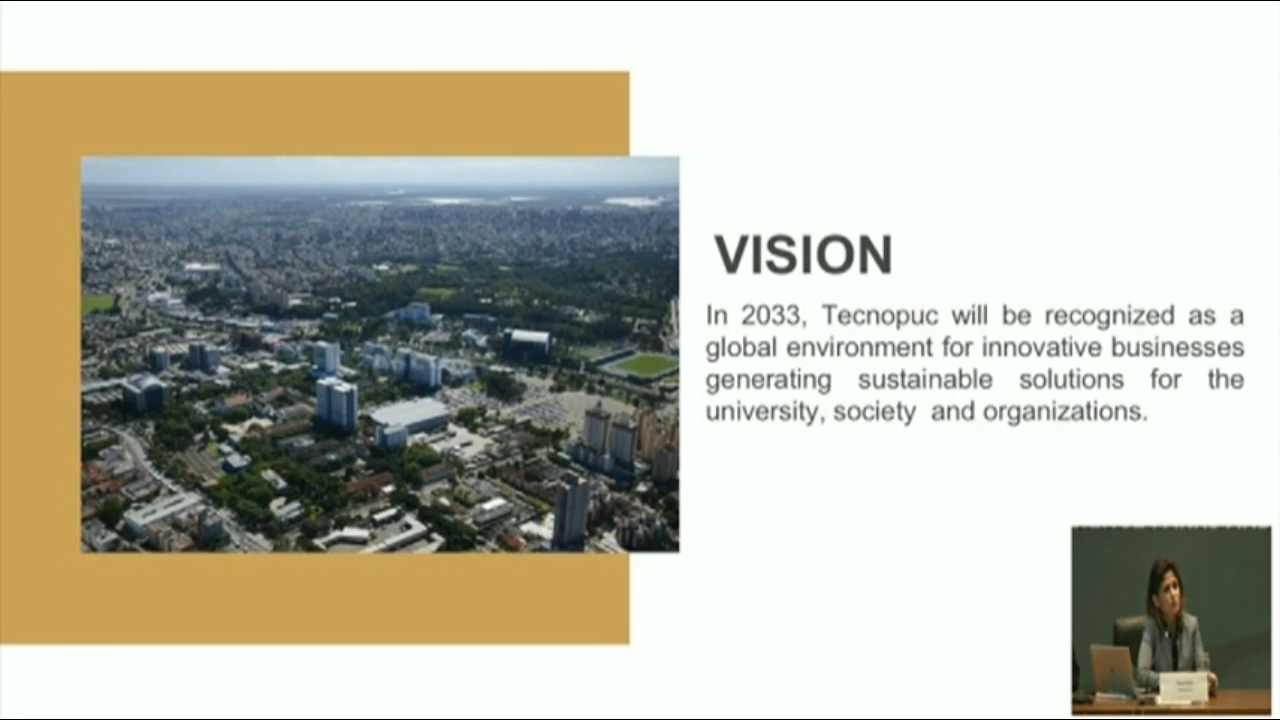 VISION
In 2033, Tecnopuc will be recognized as a
global environment for innovative businesses
generating sustainable solutions for the
university, society and organizations.